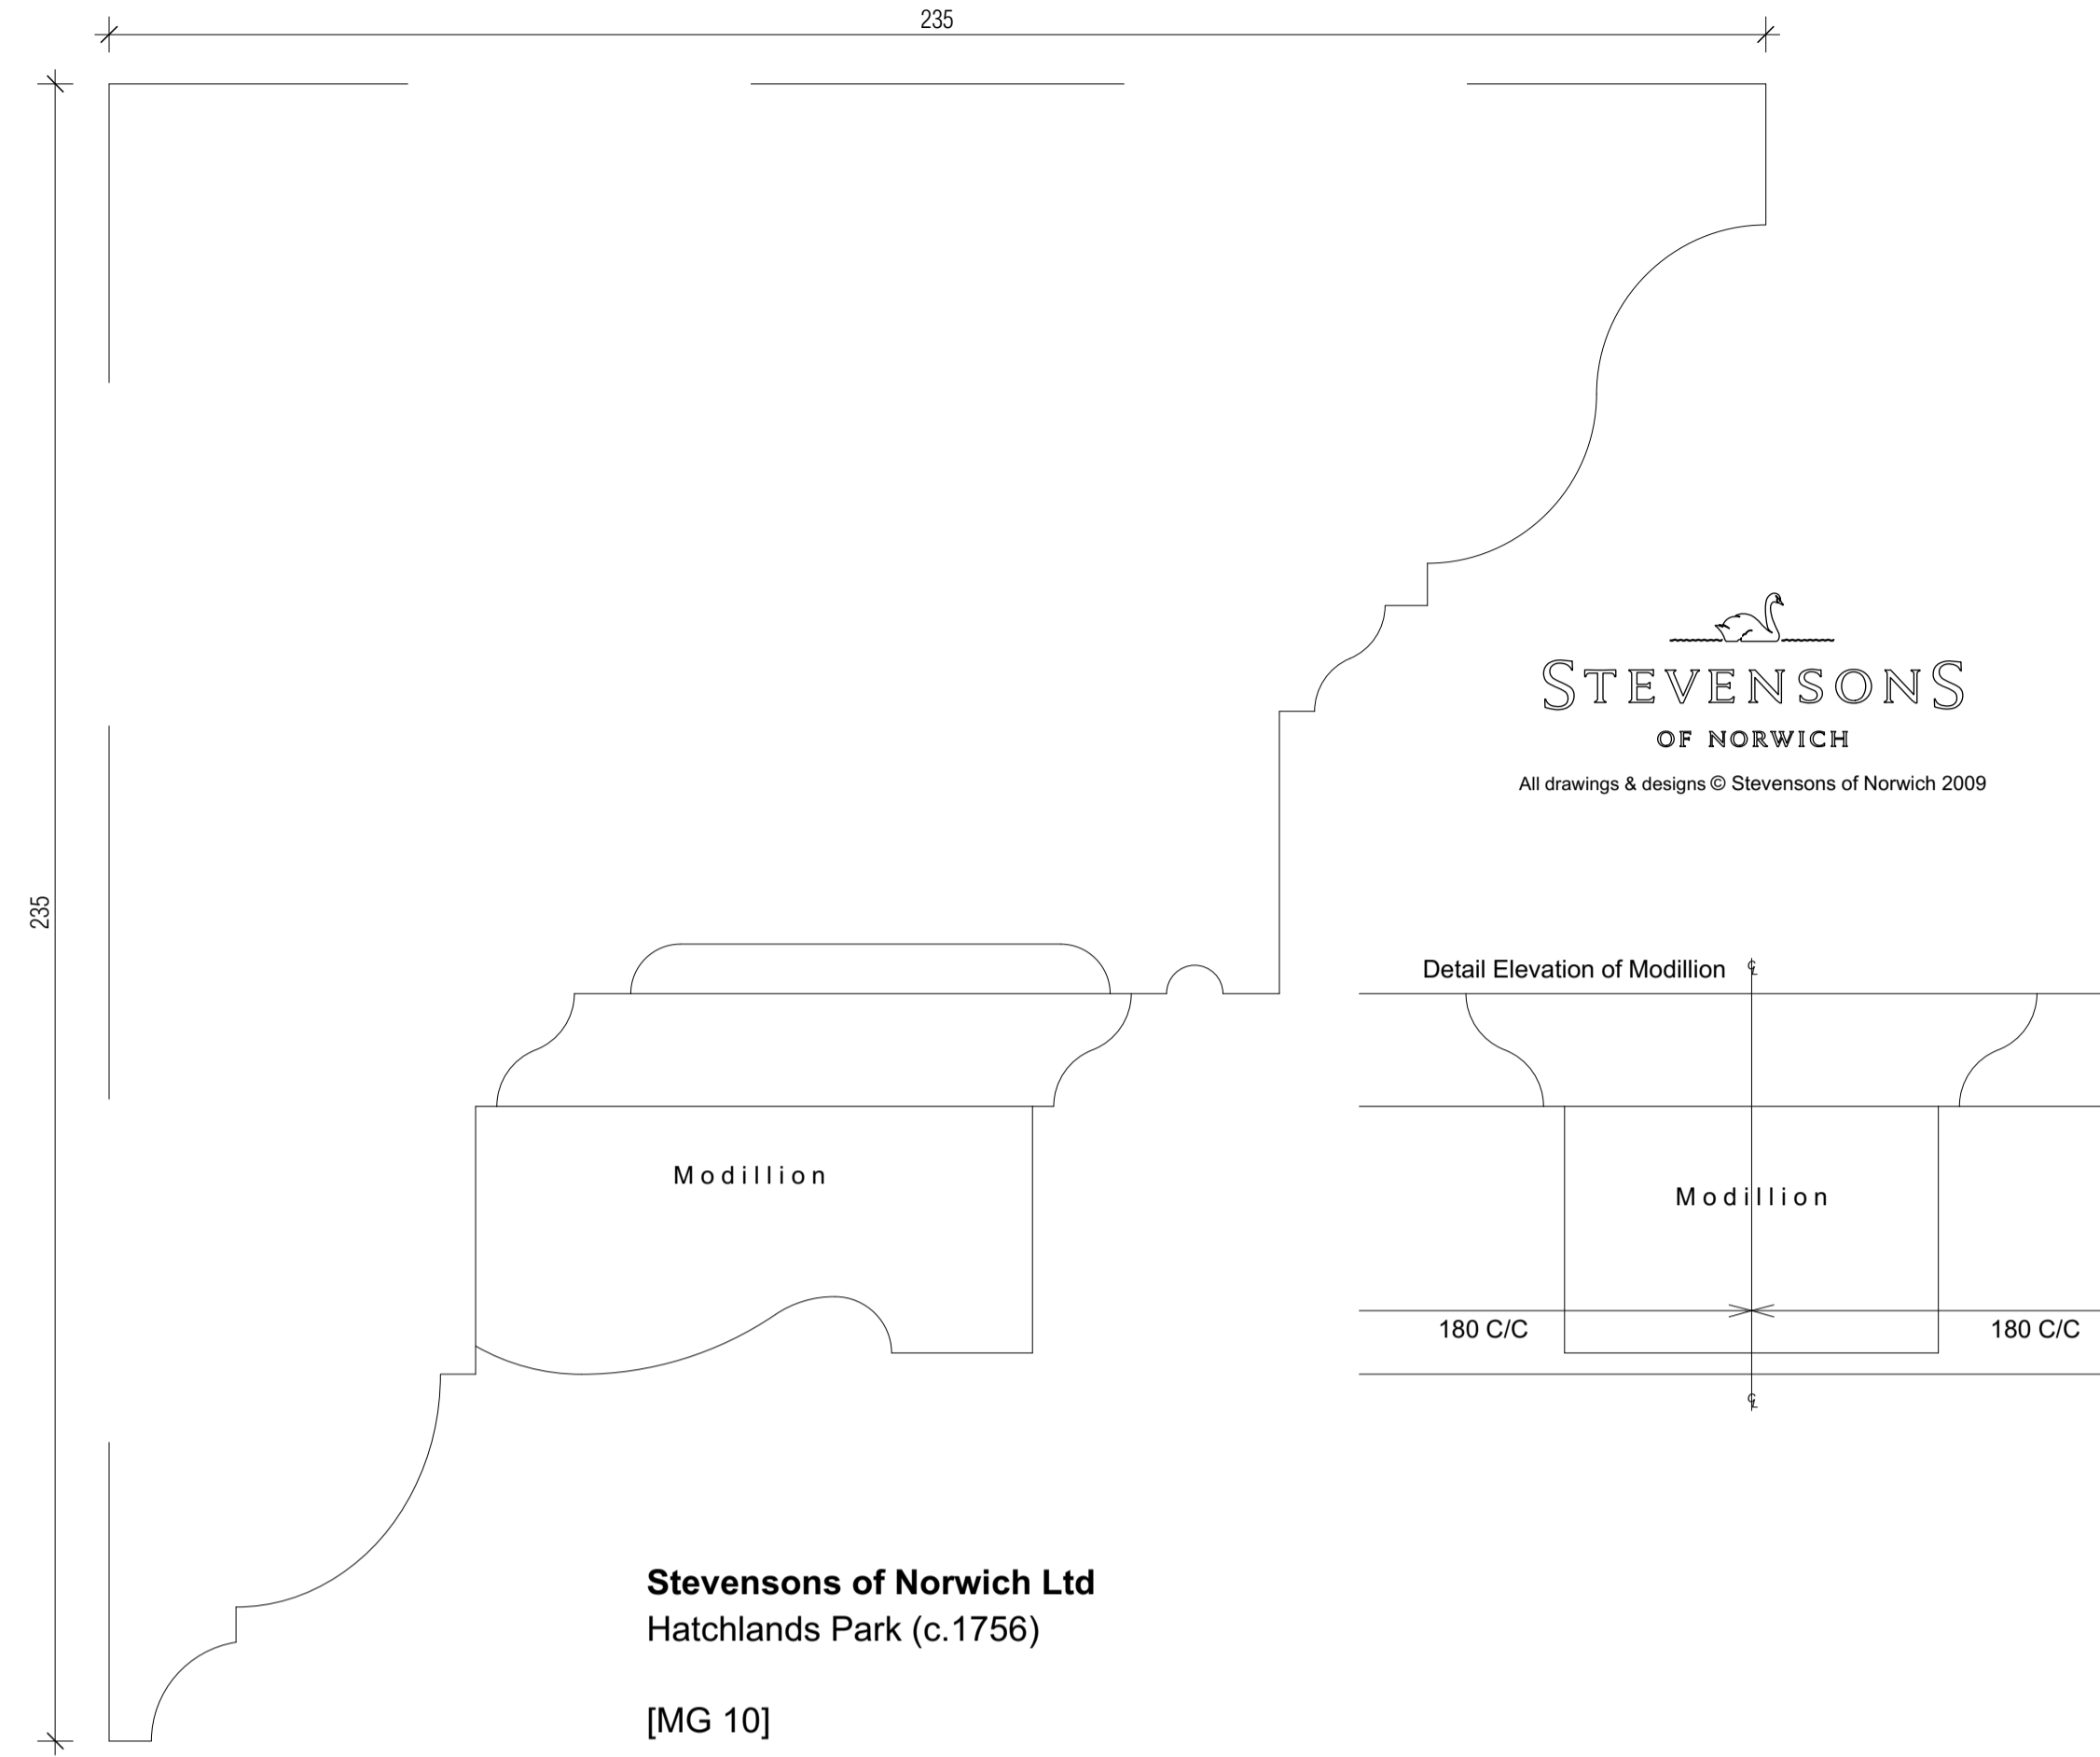 235
235
STEVENSONS
OF NORWICH
All drawings & designs © Stevensons of Norwich 2009
Detail Elevation of Modillion ℄
Modillion
Modillion
180 C/C
180 C/C
℄
Stevensons of Norwich Ltd
Hatchlands Park (c.1756)
[MG 10]